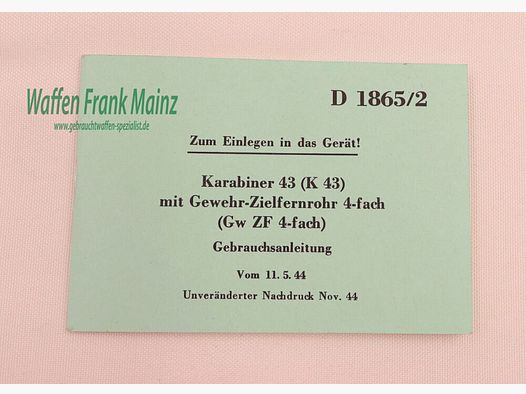 Waffen Frank Mainz
www.gebrauchtwaffen-spezialist.de
D 1865/2
Zum Einlegen in das Gerät!
Karabiner 43 (K 43)
mit Gewehr-Zielfernrohr 4-fach
(Gw ZF 4-fach)
Gebrauchsanleitung
Vom 11. 5. 44
Unveränderter Nachdruck Nov. 44